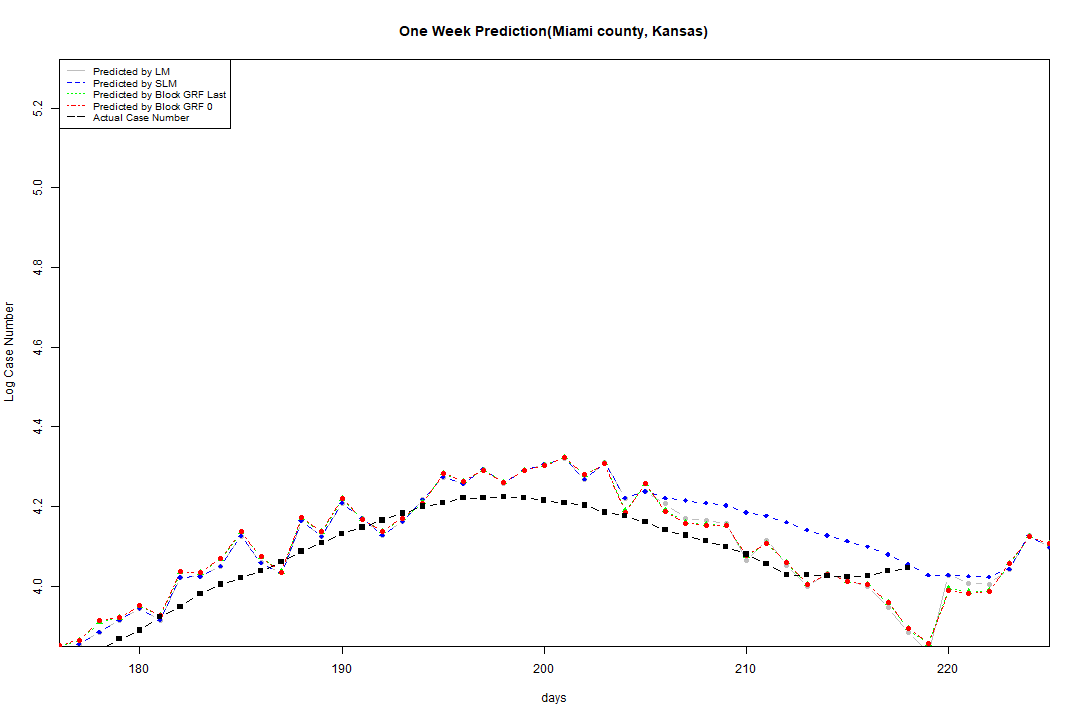 One Week Prediction(Miami county, Kansas)
Predicted by LM
Predicted by SLM
Predicted by Block GRF Last
Predicted by Block GRF 0
Actual Case Number
5.2
5.0
4.8
4.6
4.4
4.2
4.0
Log Case Number
180 190 200 210 220
days